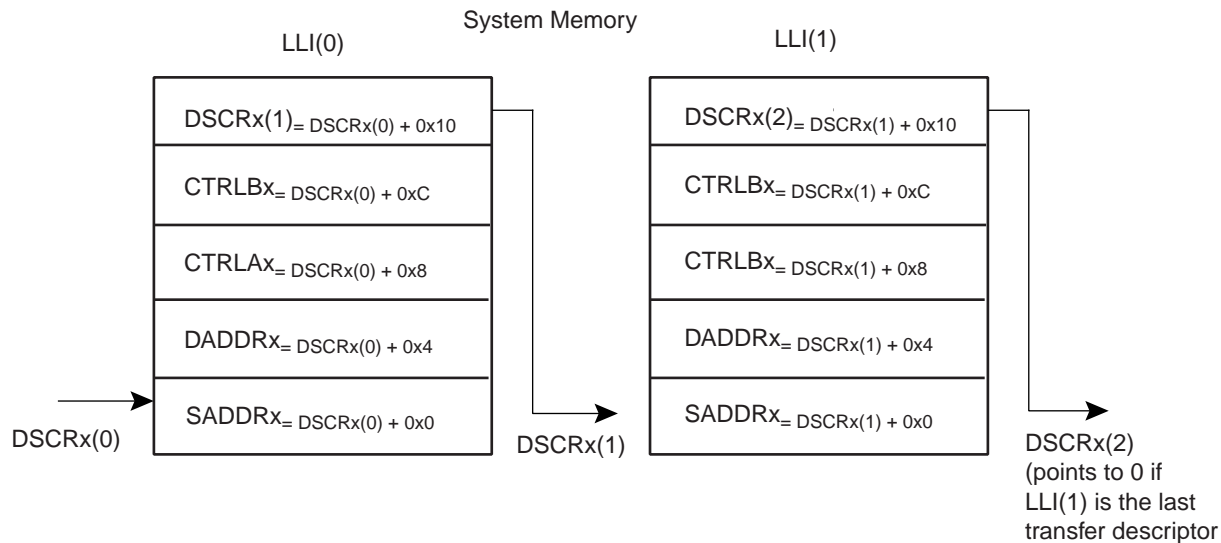 System Memory
LLI(0)
LLI(1)
DSCRx(1)= DSCRx(0) + 0x10
CTRLBx= DSCRx(0) + 0xC
CTRLAx= DSCRx(0) + 0x8
DADDRx= DSCRx(0) + 0x4
SADDRx= DSCRx(0) + 0x0
DSCRx(0)
DSCRx(1)
DSCRx(2)= DSCRx(1) + 0x10
CTRLBx= DSCRx(1) + 0xC
CTRLBx= DSCRx(1) + 0x8
DADDRx= DSCRx(1) + 0x4
SADDRx= DSCRx(1) + 0x0
DSCRx(2)
(points to 0 if
LLI(1) is the last
transfer descriptor